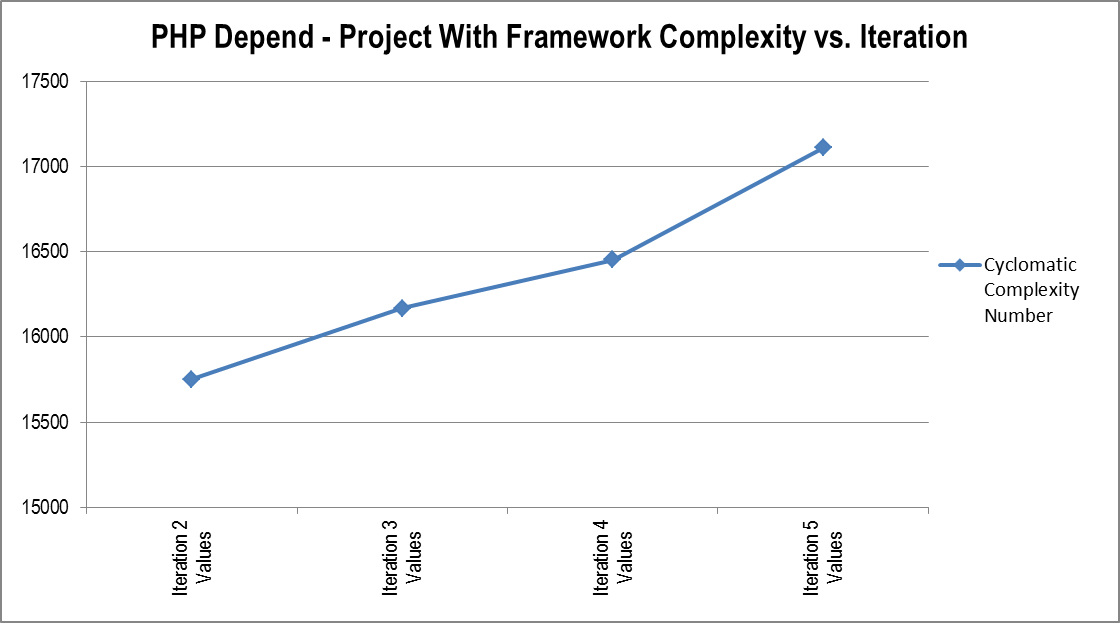 PHP Depend - Project With Framework Complexity vs. Iteration
17500
17000
16500
16000
15500
15000
Cyclomatic
Complexity
Number
Iteration 2
Values
Iteration 3
Values
Iteration 4
Values
Iteration 5
Values